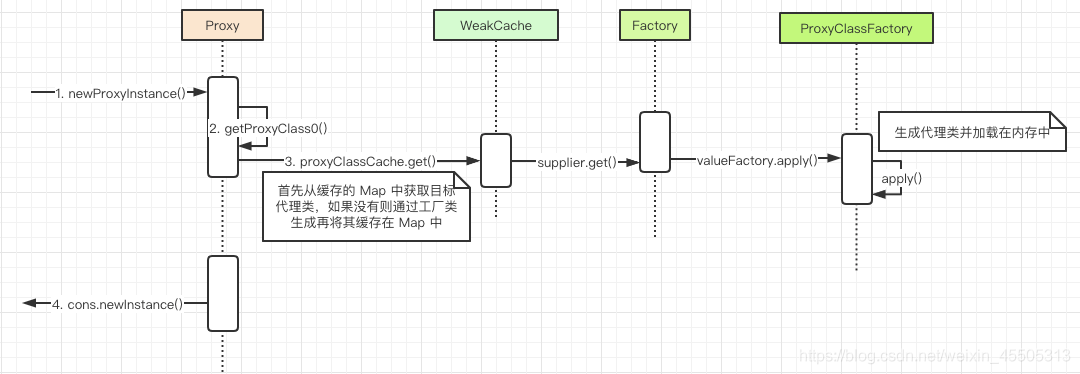 Proxy
WeakCache
Factory
ProxyClassFactory
1. newProxyInstance()
2. getProxyClass0()
3. proxyClassCache.get()
supplier.get()
valueFactory.apply()
生成代理类并加载在内存中
apply()
首先从缓存的 Map 中获取目标
代理类，如果没有则通过工厂类
生成再将其缓存在 Map 中
4. cons.newInstance()
https://blog.csdn.net/weixin_45505313